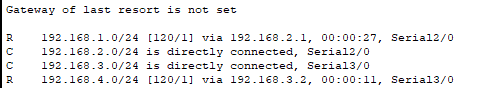 Gateway of last resort is not set
R    192.168.1.0/24 [120/1] via 192.168.2.1, 00:00:27, Serial2/0
C    192.168.2.0/24 is directly connected, Serial2/0
C    192.168.3.0/24 is directly connected, Serial3/0
R    192.168.4.0/24 [120/1] via 192.168.3.2, 00:00:11, Serial3/0